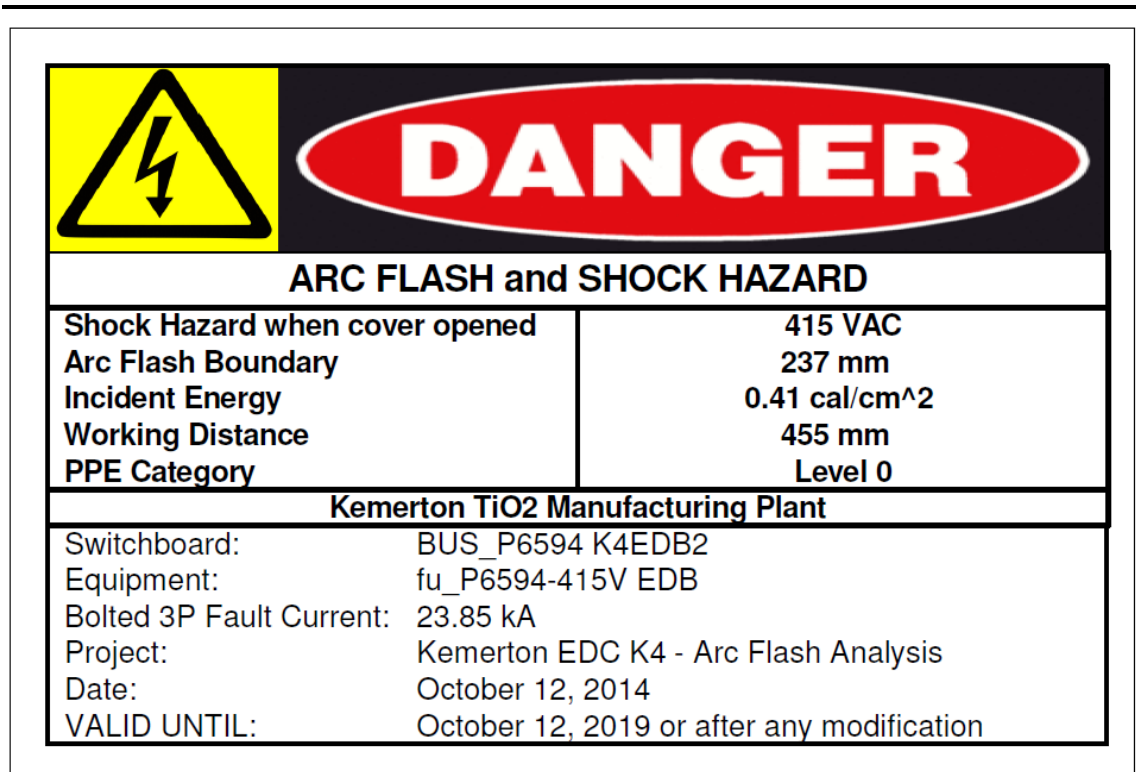 DANGER
ARC FLASH and SHOCK HAZARD
Shock Hazard when cover opened 415 VAC
Arc Flash Boundary 237 mm
Incident Energy 0.41 cal/cm^2
Working Distance 455 mm
PPE Category Level 0
Kemerton TiO2 Manufacturing Plant
Switchboard: BUS_P6594 K4EDB2
Equipment: fu_P6594-415V EDB
Bolted 3P Fault Current: 23.85 kA
Project: Kemerton EDC K4 - Arc Flash Analysis
Date: October 12, 2014
VALID UNTIL: October 12, 2019 or after any modification